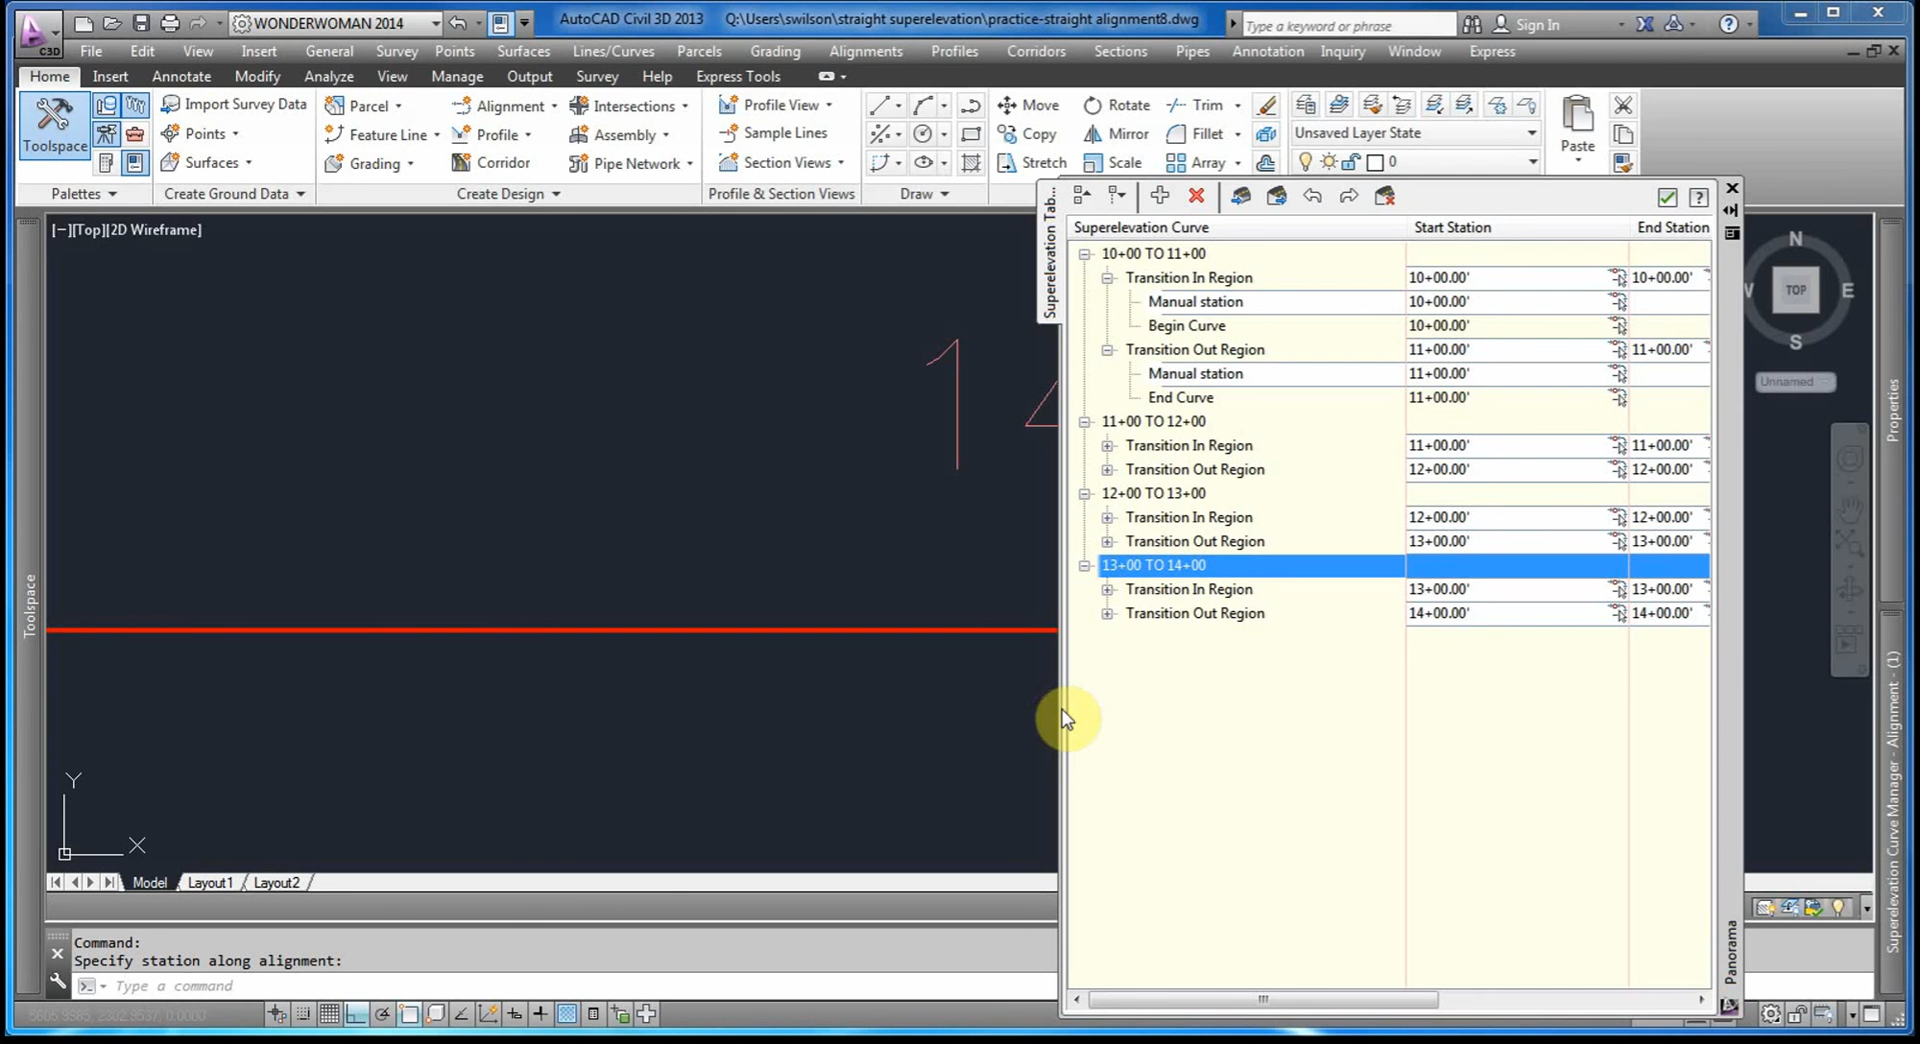 WONDERWOMAN 2014
AutoCAD Civil 3D 2013 Q:\Users\swilson\straight superelevation\practice-straight alignment8.dwg
Type a keyword or phrase
Sign In
C3D
File Edit View Insert General Survey Points Surfaces Lines/Curves Parcels Grading Alignments Profiles Corridors Sections Pipes Annotation Inquiry Window Express
Home Insert Annotate Modify Analyze View Manage Output Survey Help Express Tools
Toolspace
Import Survey Data
Points
Surfaces
Parcel
Feature Line
Grading
Alignment
Profile
Corridor
Intersections
Assembly
Pipe Network
Profile View
Sample Lines
Section Views
Move
Copy
Stretch
Rotate
Mirror
Scale
Trim
Fillet
Array
Unsaved Layer State
0
Paste
Palettes
Create Ground Data
Create Design
Profile & Section Views
Draw
[−][Top][2D Wireframe]
14
Superelevation Tab...
Superelevation Curve Start Station End Station
10+00 TO 11+00
Transition In Region 10+00.00' 10+00.00'
Manual station 10+00.00'
Begin Curve 10+00.00'
Transition Out Region 11+00.00' 11+00.00'
Manual station 11+00.00'
End Curve 11+00.00'
11+00 TO 12+00
Transition In Region 11+00.00' 11+00.00'
Transition Out Region 12+00.00' 12+00.00'
12+00 TO 13+00
Transition In Region 12+00.00' 12+00.00'
Transition Out Region 13+00.00' 13+00.00'
13+00 TO 14+00
Transition In Region 13+00.00' 13+00.00'
Transition Out Region 14+00.00' 14+00.00'
Panorama
N
W
TOP
E
S
Unnamed
Properties
Superelevation Curve Manager - Alignment - (1)
Toolspace
Y
X
Model Layout1 Layout2
Command:
Specify station along alignment:
Type a command
5605.9985, 2302.9537, 0.0000